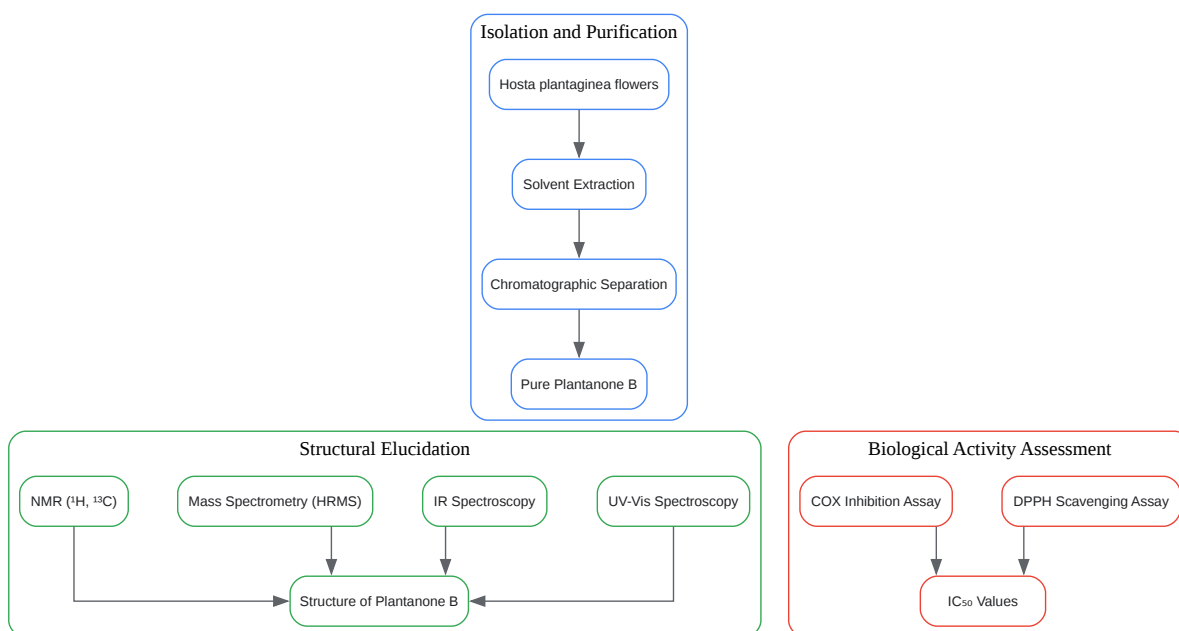 Isolation and Purification
Hosta plantaginea flowers
Solvent Extraction
Chromatographic Separation
Pure Plantanone B
Structural Elucidation
NMR (¹H, ¹³C)
Mass Spectrometry (HRMS)
IR Spectroscopy
UV-Vis Spectroscopy
Structure of Plantanone B
Biological Activity Assessment
COX Inhibition Assay
DPPH Scavenging Assay
IC₅₀ Values